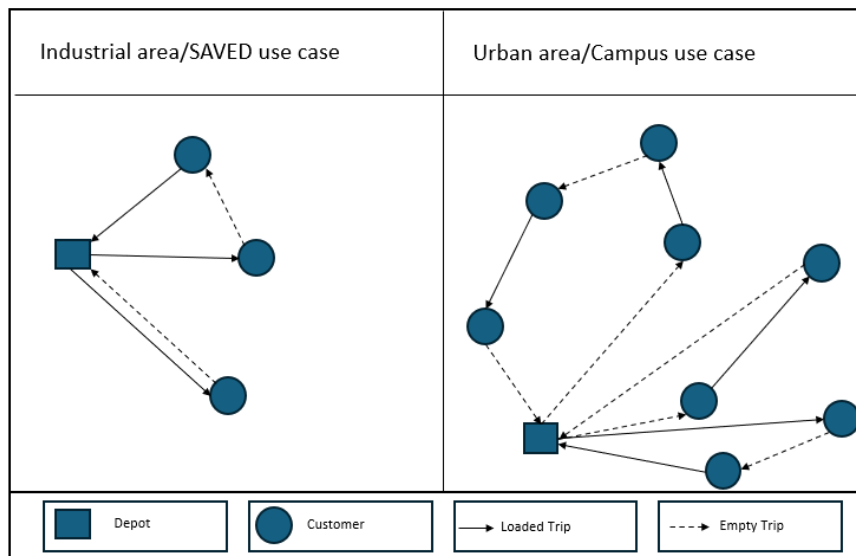 Industrial area/SAVED use case
Urban area/Campus use case
Depot
Customer
Loaded Trip
Empty Trip